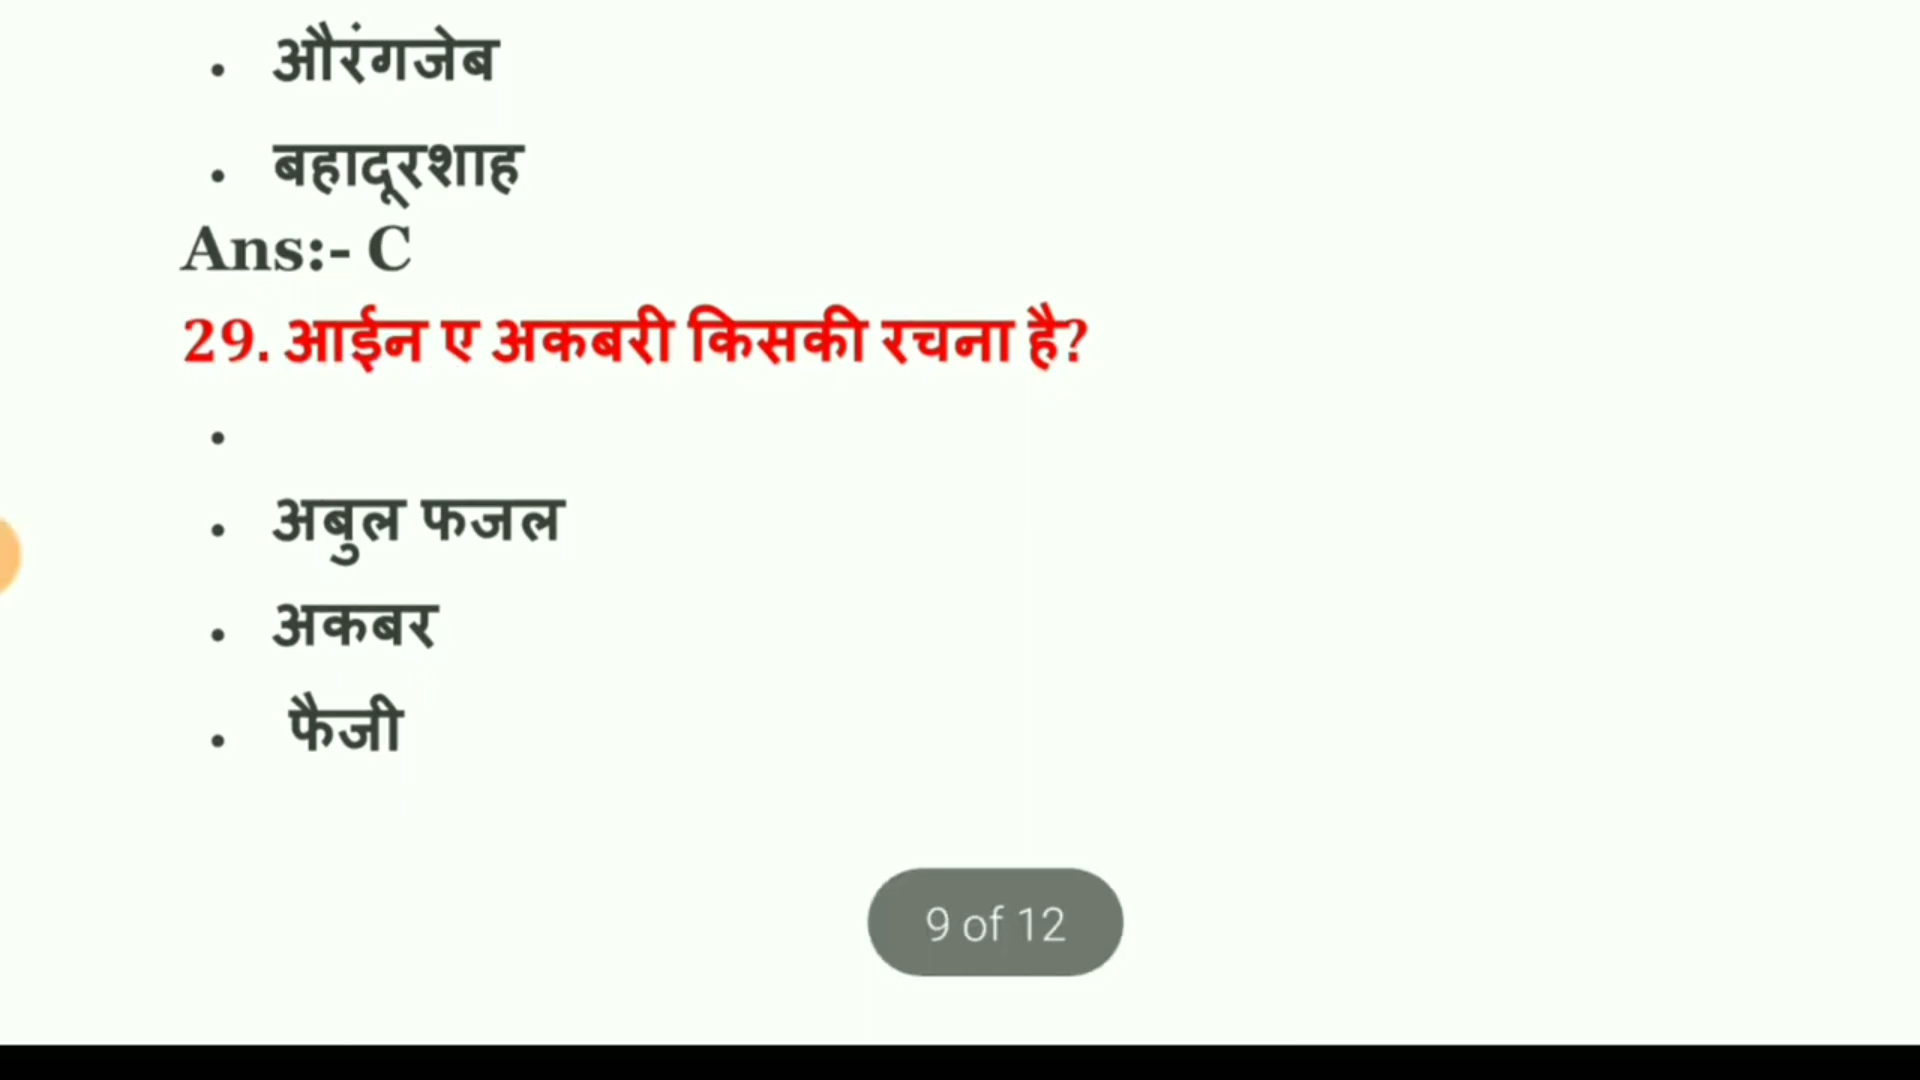 • औरंगजेब
• बहादूरशाह
Ans:- C
29. आईन ए अकबरी किसकी रचना है?
•
• अबुल फजल
• अकबर
• फैजी
9 of 12